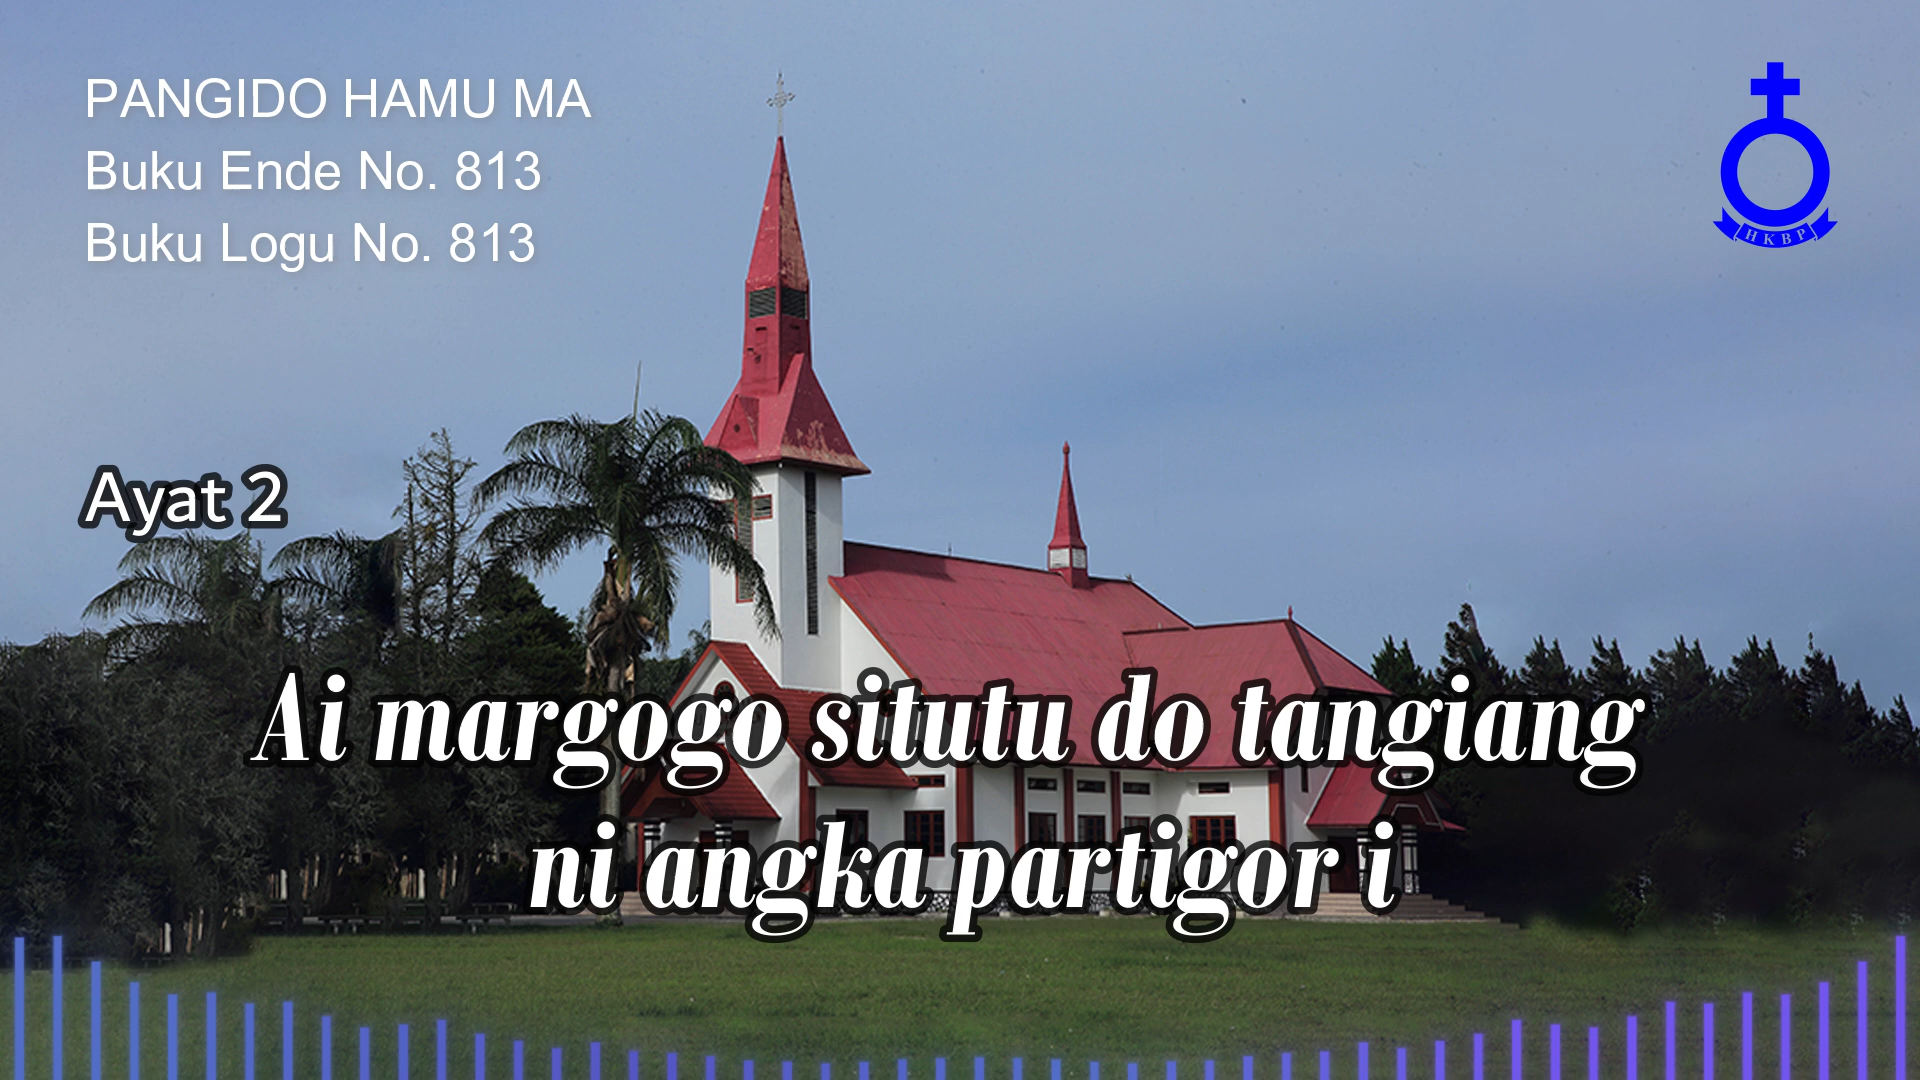 PANGIDO HAMU MA
Buku Ende No. 813
Buku Logu No. 813
HKBP
Ayat 2
Ai margogo situtu do tangiang
ni angka partigor i